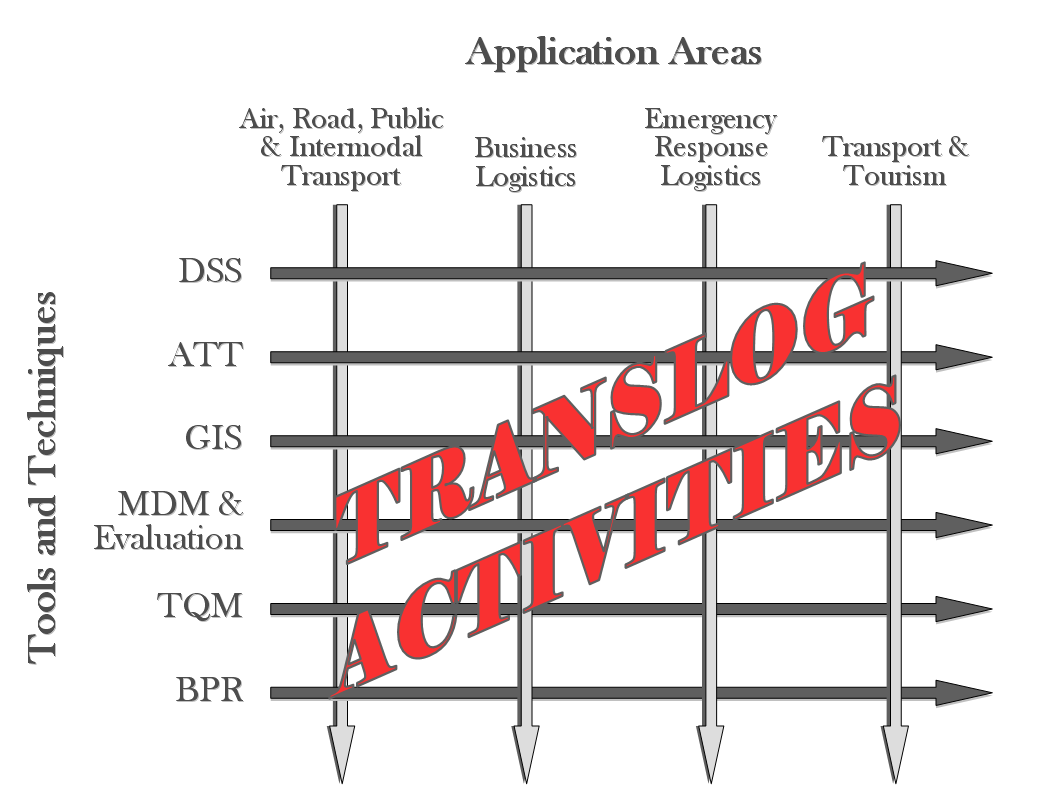 Application Areas
Air, Road, Public
& Intermodal
Transport
Business
Logistics
Emergency
Response
Logistics
Transport &
Tourism
Tools and Techniques
DSS
ATT
GIS
MDM &
Evaluation
TQM
BPR
TRANSLOG
ACTIVITIES